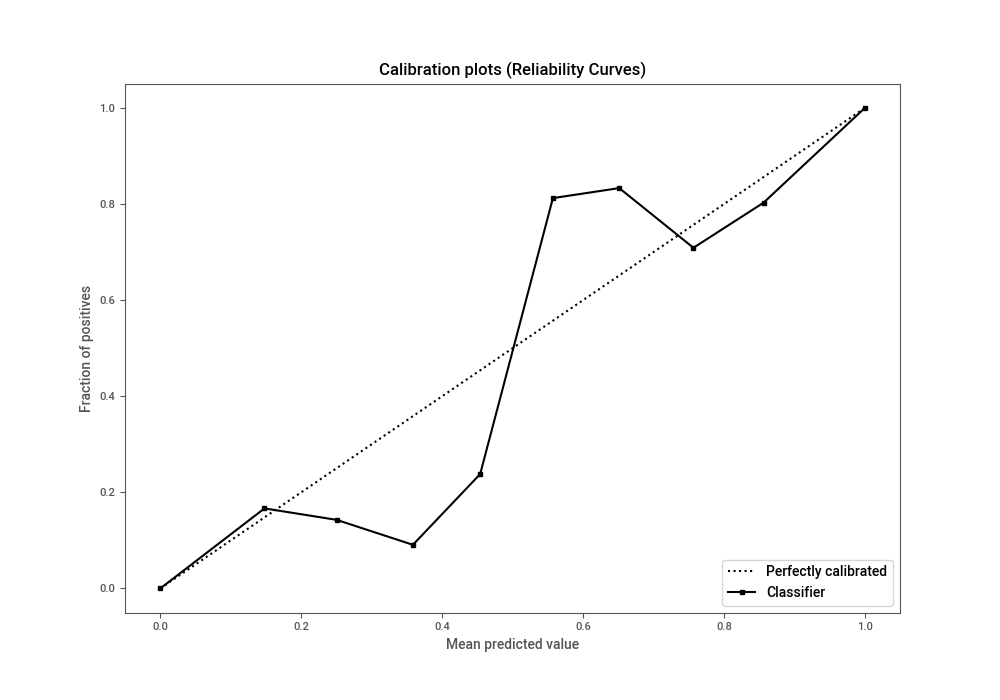 Calibration plots (Reliability Curves)
1.0
0.8
0.6
0.4
0.2
0.0
Fraction of positives
0.0 0.2 0.4 0.6 0.8 1.0
Mean predicted value
Perfectly calibrated
Classifier